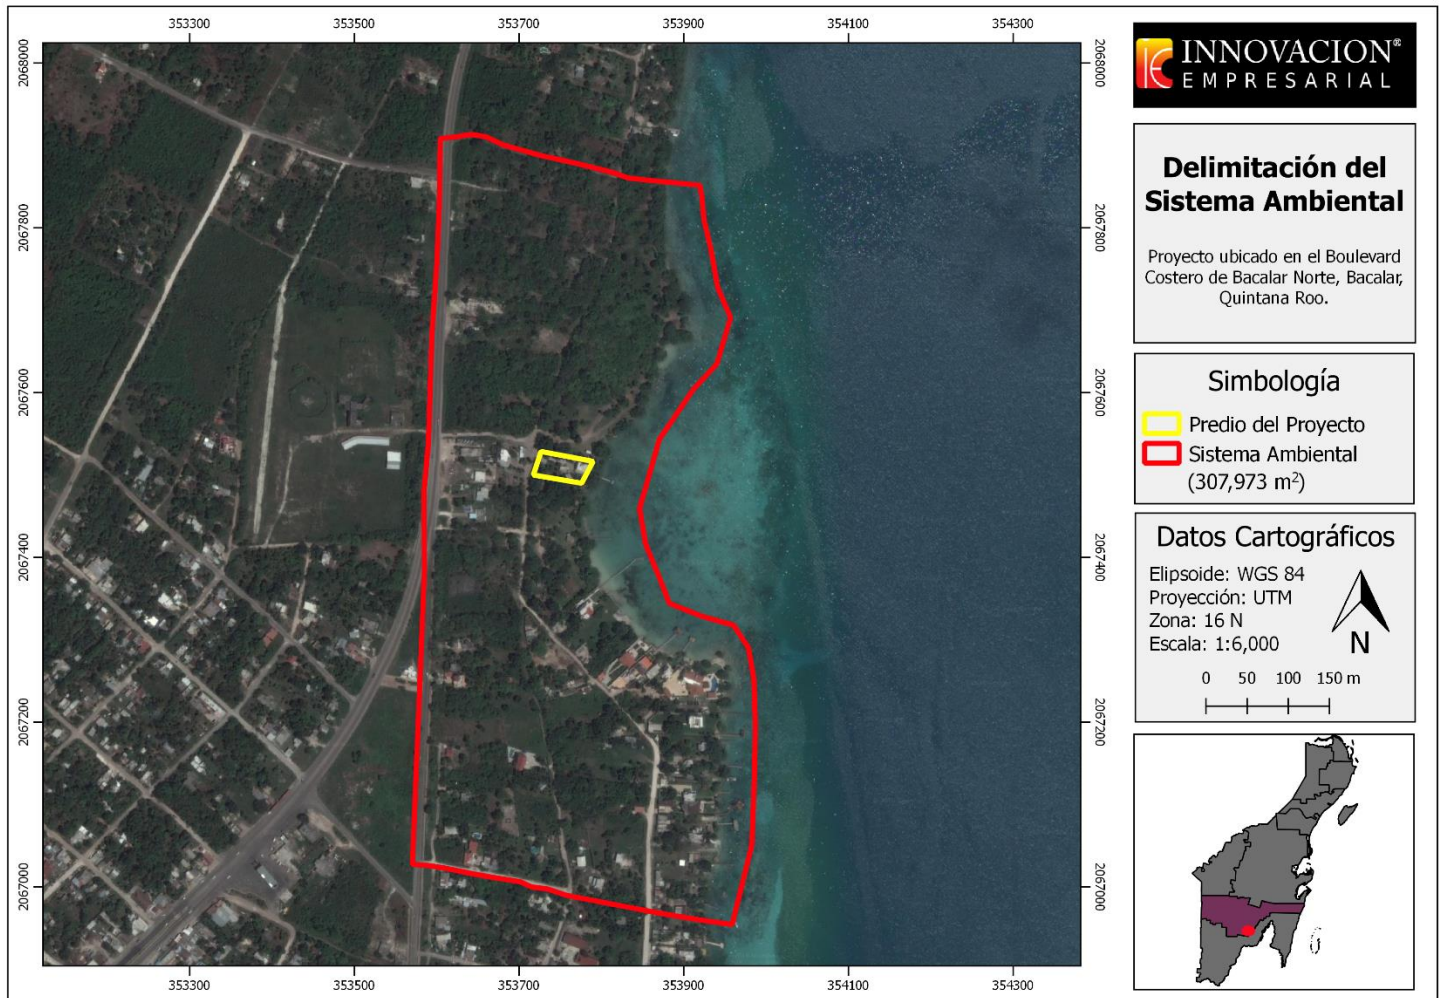 353300 353500 353700 353900 354100 354300
2068000 2068000
2067800 2067800
2067600 2067600
2067400 2067400
2067200 2067200
2067000 2067000
353300 353500 353700 353900 354100 354300
IE INNOVACION®
EMPRESARIAL
Delimitación del
Sistema Ambiental
Proyecto ubicado en el Boulevard
Costero de Bacalar Norte, Bacalar,
Quintana Roo.
Simbología
Predio del Proyecto
Sistema Ambiental
(307,973 m²)
Datos Cartográficos
Elipsoide: WGS 84
Proyección: UTM
Zona: 16 N
Escala: 1:6,000
N
0 50 100 150 m